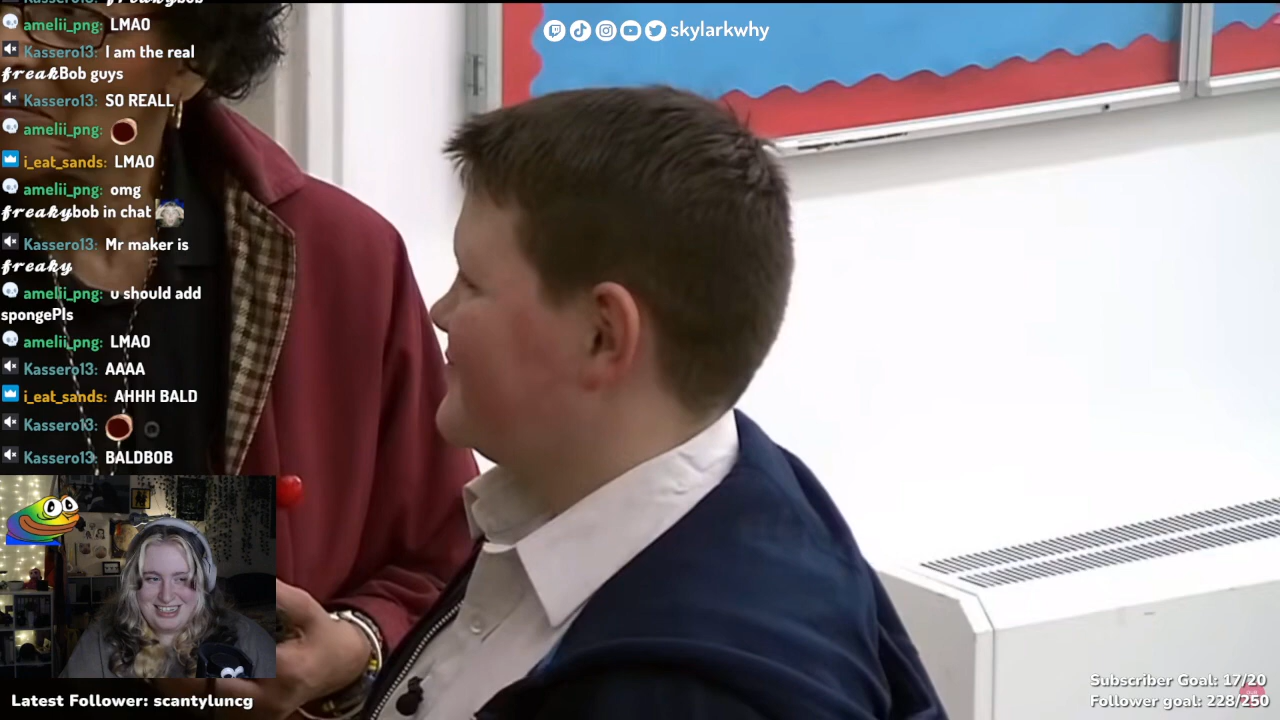 Kassero13: freakyBob
amelii_png: LMAO
Kassero13: I am the real
freakBob guys
Kassero13: SO REALL
amelii_png:
i_eat_sands: LMAO
amelii_png: omg
freakybob in chat
Kassero13: Mr maker is
freaky
amelii_png: u should add
spongePls
amelii_png: LMAO
Kassero13: AAAA
i_eat_sands: AHHH BALD
Kassero13:
Kassero13: BALDBOB
skylarkwhy
Latest Follower: scantyluncg
Subscriber Goal: 17/20
Follower goal: 228/250